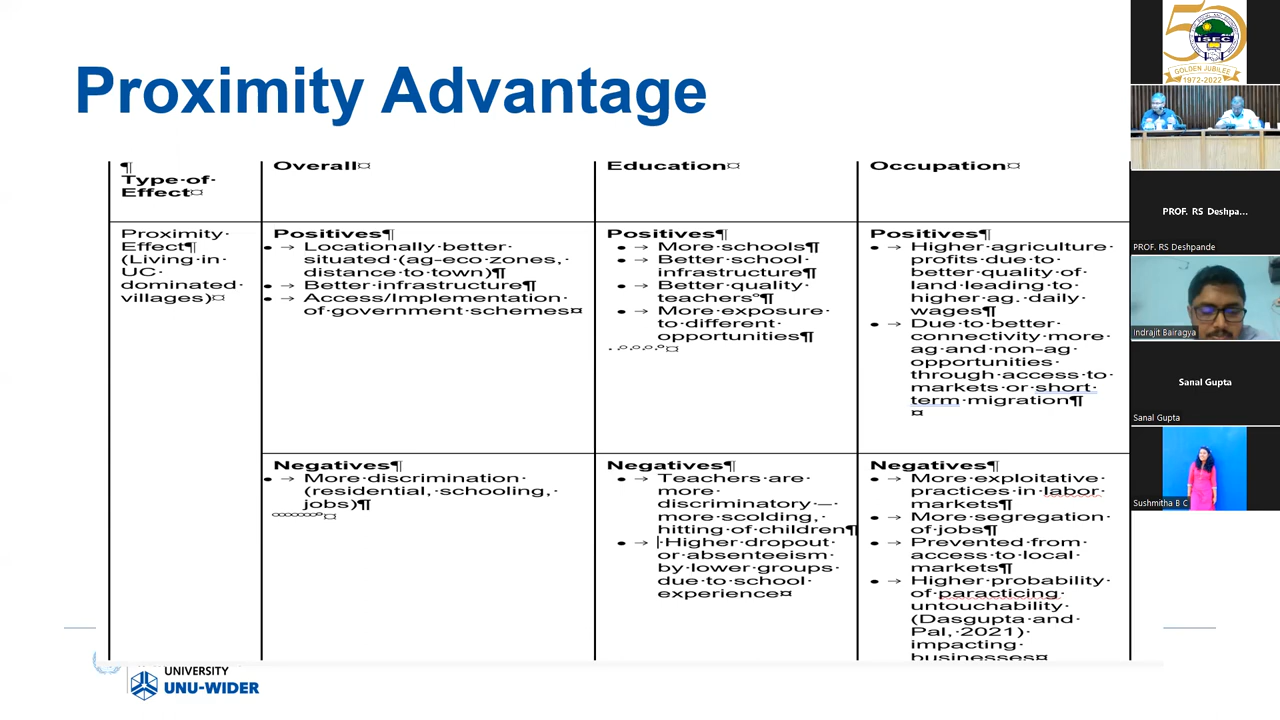 Proximity Advantage
¶
Type·of·
Effect¤
Overall¤
Education¤
Occupation¤
Proximity·
Effect¶
(Living·in·
UC·
dominated·
villages)¤
Positives¶
• → Locationally·better·
situated·(ag-eco·zones,·
distance·to·town)¶
• → Better·infrastructure¶
• → Access/Implementation·
of·government·schemes¤
Positives¶
• → More·schools¶
• → Better·school·
infrastructure¶
• → Better·quality·
teachers°¶
• → More·exposure·
to·different·
opportunities¶
Positives¶
• → Higher·agriculture·
profits·due·to·
better·quality·of·
land·leading·to·
higher·ag.·daily·
wages¶
• → Due·to·better·
connectivity·more·
ag·and·non-ag·
opportunities·
through·access·to·
markets·or·short·
term·migration¶
¤
Negatives¶
• → More·discrimination·
(residential,·schooling,·
jobs)¶
Negatives¶
• → Teachers·are·
more·
discriminatory·–·
more·scolding,·
hitting·of·children¶
• → ·Higher·dropout·
or·absenteeism·
by·lower·groups·
due·to·school·
experience¤
Negatives¶
• → More·exploitative·
practices·in·labor·
markets¶
• → More·segregation·
of·jobs¶
• → Prevented·from·
access·to·local·
markets¶
• → Higher·probability·
of·paracticing·
untouchability·
(Dasgupta·and·
Pal,·2021)·
impacting·
businesses¤
UNIVERSITY
UNU-WIDER
50
ISEC
GOLDEN JUBILEE
1972-2022
PROF. RS Deshpa...
PROF. RS Deshpande
Indrajit Bairagya
Sanal Gupta
Sanal Gupta
Sushmitha B C